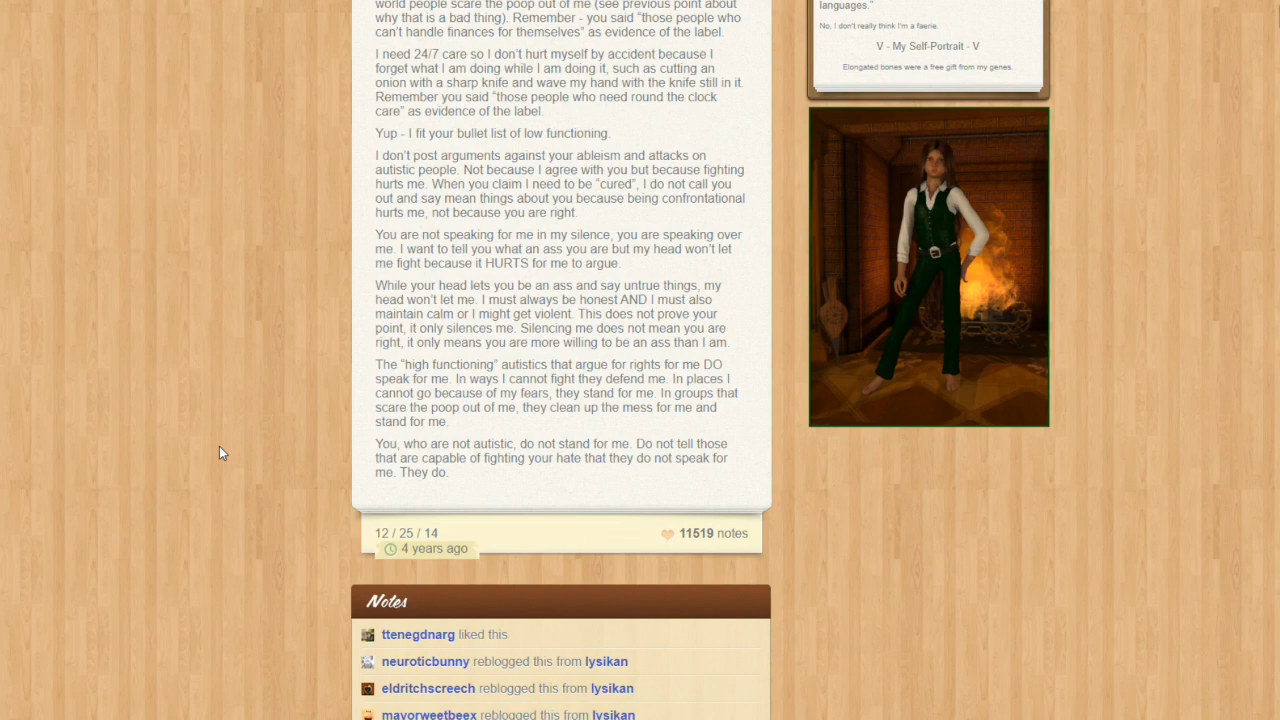 world people scare the poop out of me (see previous point about
why that is a bad thing). Remember - you said "those people who
can't handle finances for themselves" as evidence of the label.
I need 24/7 care so I don't hurt myself by accident because I
forget what I am doing while I am doing it, such as cutting an
onion with a sharp knife and wave my hand with the knife still in it.
Remember you said "those people who need round the clock
care" as evidence of the label.
Yup - I fit your bullet list of low functioning.
I don't post arguments against your ableism and attacks on
autistic people. Not because I agree with you but because fighting
hurts me. When you claim I need to be "cured", I do not call you
out and say mean things about you because being confrontational
hurts me, not because you are right.
You are not speaking for me in my silence, you are speaking over
me. I want to tell you what an ass you are but my head won't let
me fight because it HURTS for me to argue.
While your head lets you be an ass and say untrue things, my
head won't let me. I must always be honest AND I must also
maintain calm or I might get violent. This does not prove your
point, it only silences me. Silencing me does not mean you are
right, it only means you are more willing to be an ass than I am.
The "high functioning" autistics that argue for rights for me DO
speak for me. In ways I cannot fight they defend me. In places I
cannot go because of my fears, they stand for me. In groups that
scare the poop out of me, they clean up the mess for me and
stand for me.
You, who are not autistic, do not stand for me. Do not tell those
that are capable of fighting your hate that they do not speak for
me. They do.
12 / 25 / 14
11519 notes
4 years ago
Notes
ttenegdnarg liked this
neuroticbunny reblogged this from lysikan
eldritchscreech reblogged this from lysikan
mayorweetbeex reblogged this from lysikan
languages."
No, I don't really think I'm a faerie.
V - My Self-Portrait - V
Elongated bones were a free gift from my genes.